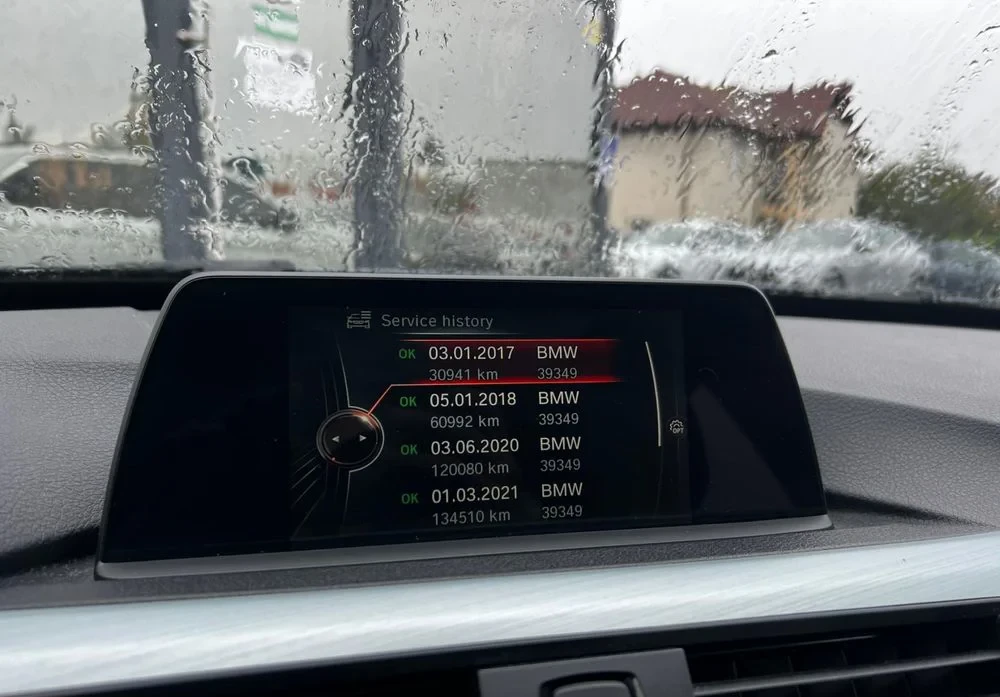 Service history
OK 03.01.2017 BMW
30941 km 39349
OK 05.01.2018 BMW
60992 km 39349
OK 03.06.2020 BMW
120080 km 39349
OK 01.03.2021 BMW
134510 km 39349
OPT